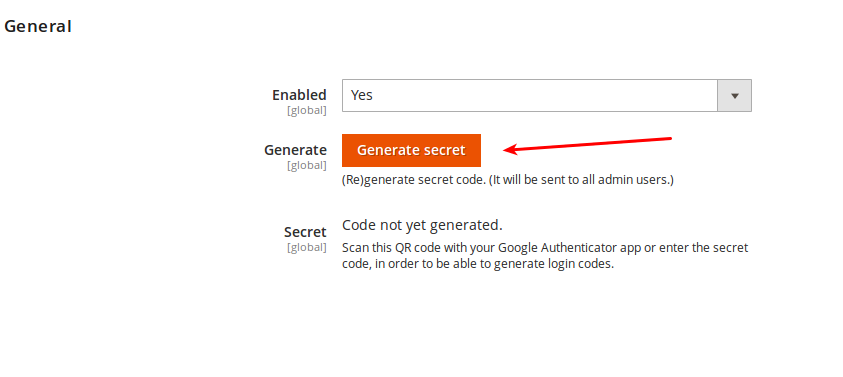 General
Enabled
[global]
Yes
Generate
[global]
Generate secret
(Re)generate secret code. (It will be sent to all admin users.)
Secret
[global]
Code not yet generated.
Scan this QR code with your Google Authenticator app or enter the secret
code, in order to be able to generate login codes.